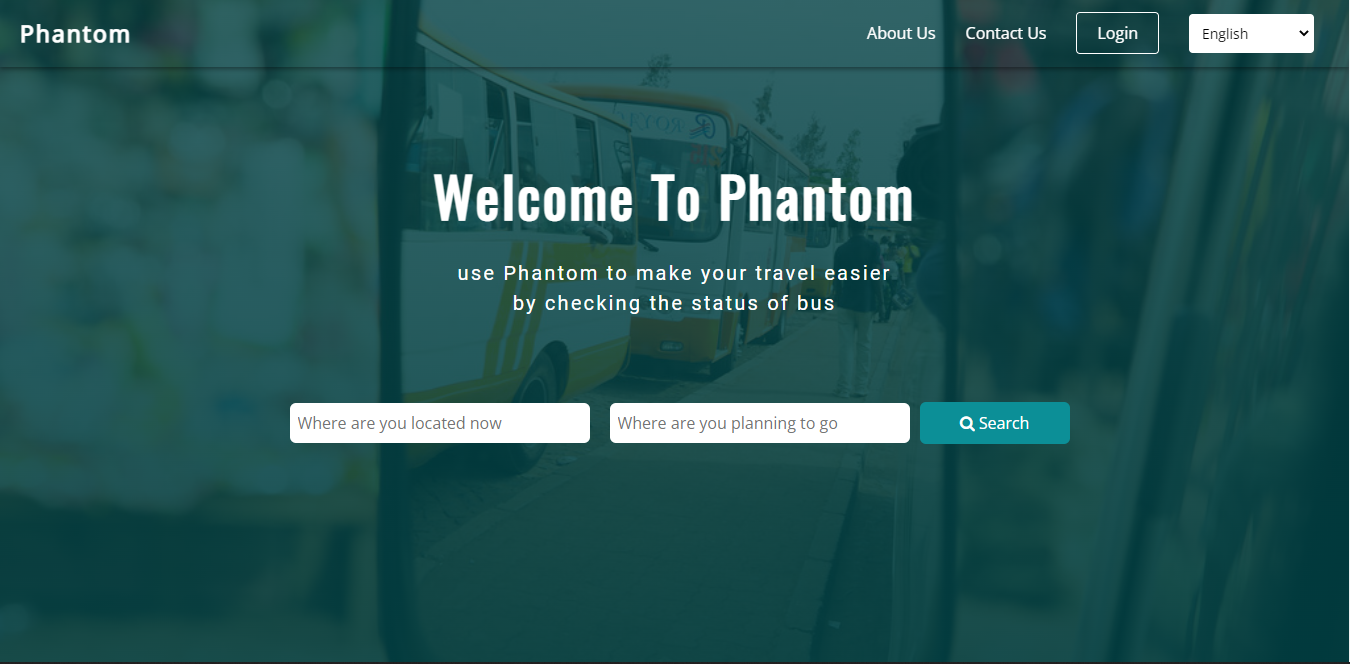 Phantom
About Us
Contact Us
Login
English
Welcome To Phantom
use Phantom to make your travel easier
by checking the status of bus
Where are you located now
Where are you planning to go
Search